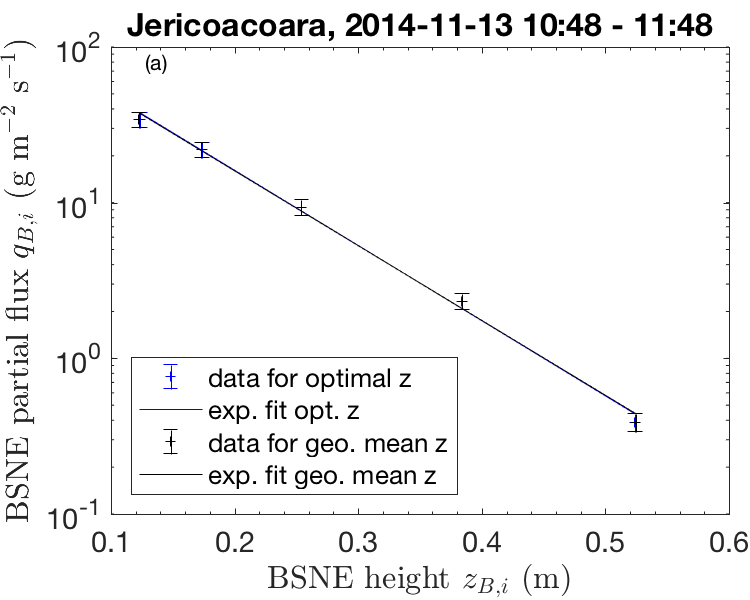 Jericoacoara, 2014-11-13 10:48 - 11:48
(a)
BSNE partial flux q_{B,i} (g m^{-2} s^{-1})
10^2
10^1
10^0
10^{-1}
data for optimal z
exp. fit opt. z
data for geo. mean z
exp. fit geo. mean z
0.1 0.2 0.3 0.4 0.5 0.6
BSNE height z_{B,i} (m)